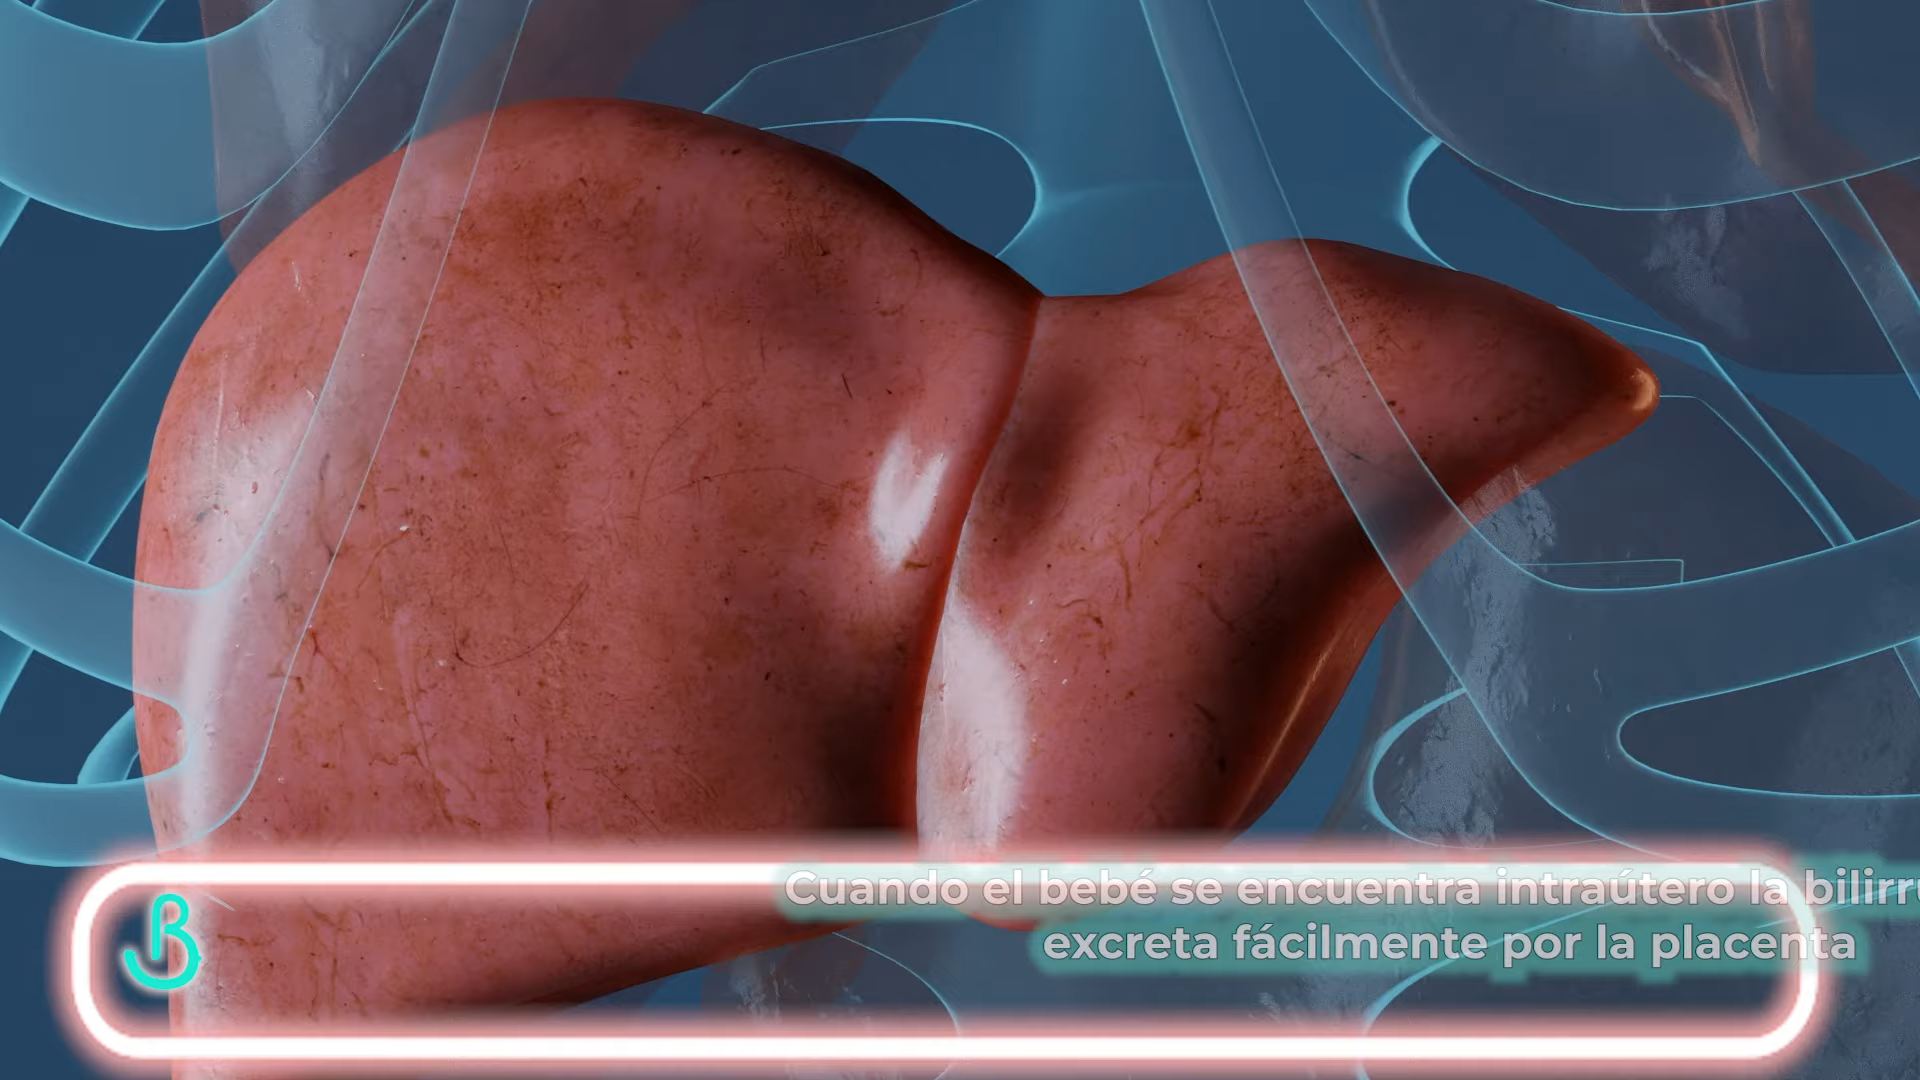 Cuando el bebé se encuentra intraútero la
excreta fácilmente por la placenta